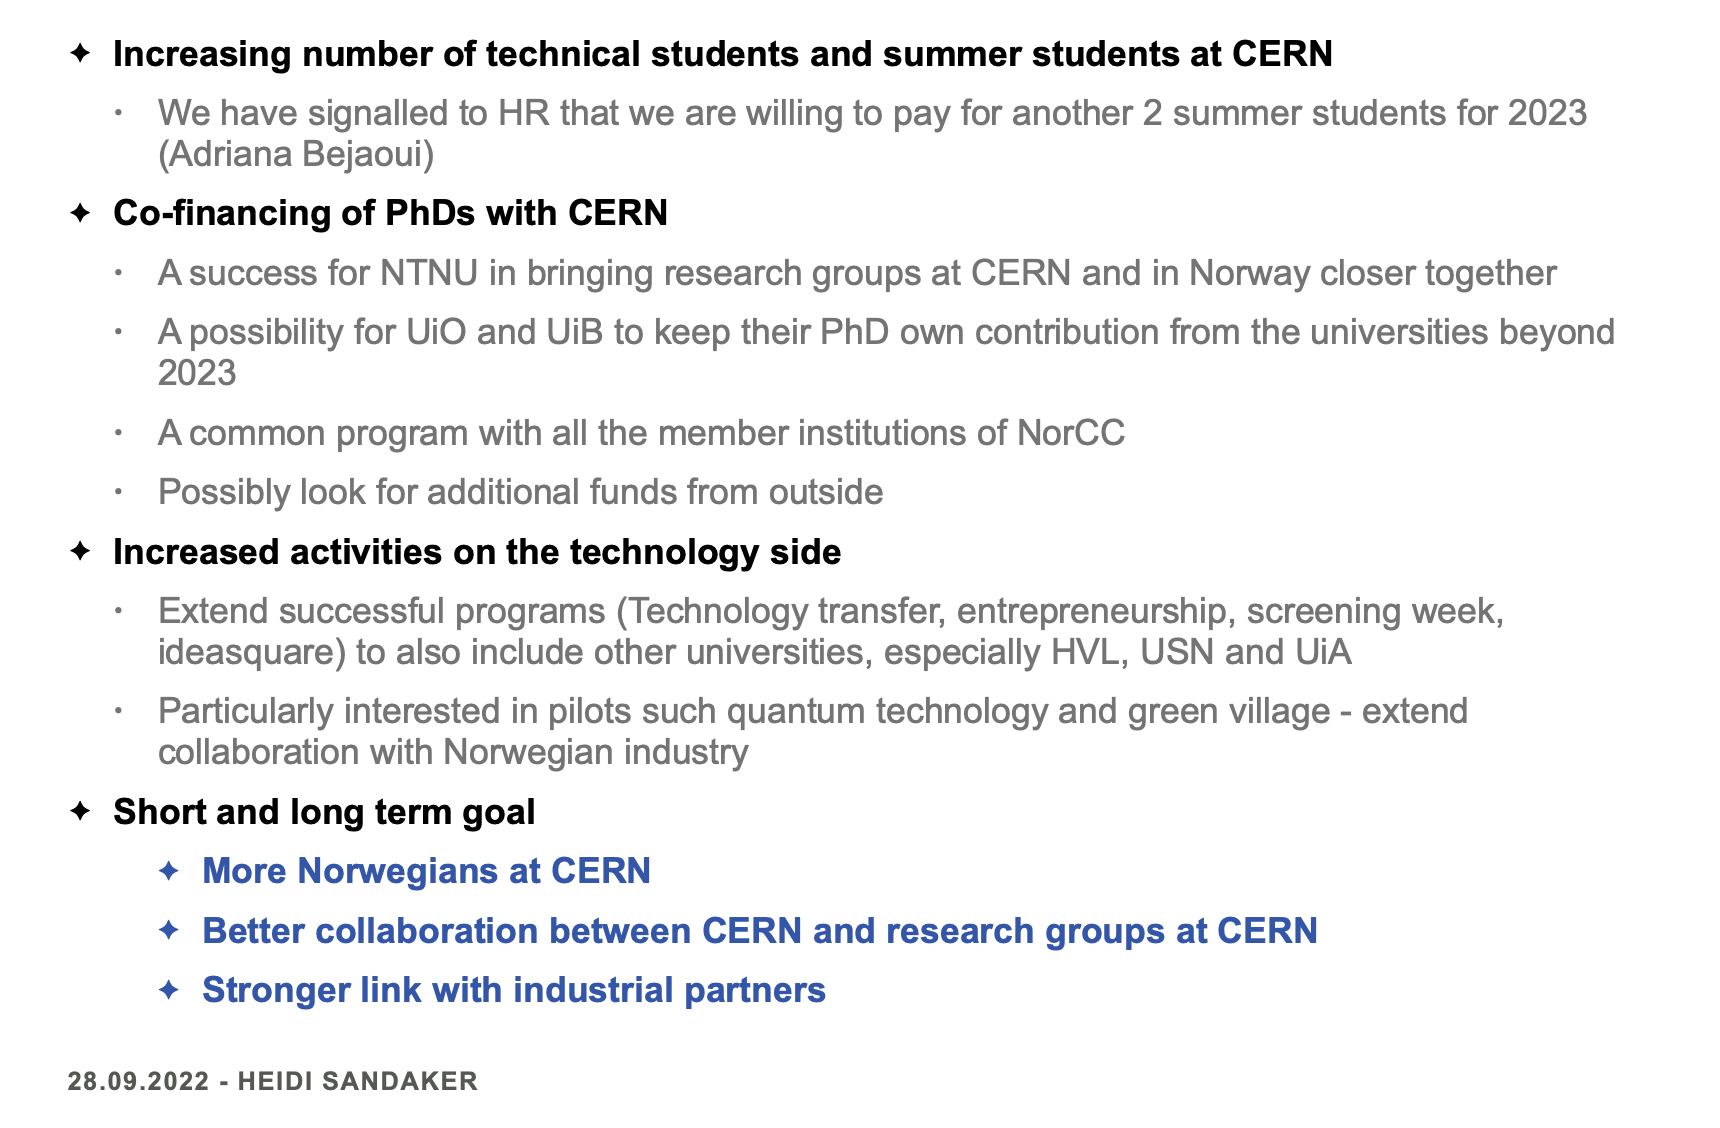 ✦ Increasing number of technical students and summer students at CERN
• We have signalled to HR that we are willing to pay for another 2 summer students for 2023
(Adriana Bejaoui)
✦ Co-financing of PhDs with CERN
• A success for NTNU in bringing research groups at CERN and in Norway closer together
• A possibility for UiO and UiB to keep their PhD own contribution from the universities beyond
2023
• A common program with all the member institutions of NorCC
• Possibly look for additional funds from outside
✦ Increased activities on the technology side
• Extend successful programs (Technology transfer, entrepreneurship, screening week,
ideasquare) to also include other universities, especially HVL, USN and UiA
• Particularly interested in pilots such quantum technology and green village - extend
collaboration with Norwegian industry
✦ Short and long term goal
✦ More Norwegians at CERN
✦ Better collaboration between CERN and research groups at CERN
✦ Stronger link with industrial partners
28.09.2022 - HEIDI SANDAKER